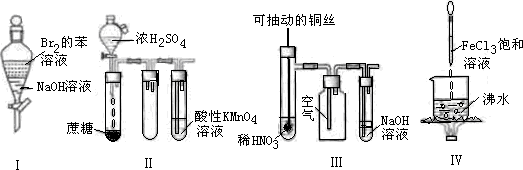 Br₂的苯
溶液
NaOH溶液
I
浓H₂SO₄
蔗糖
酸性KMnO₄
溶液
II
可抽动的铜丝
稀HNO₃
空气
NaOH
溶液
III
FeCl₃饱和
溶液
沸水
IV